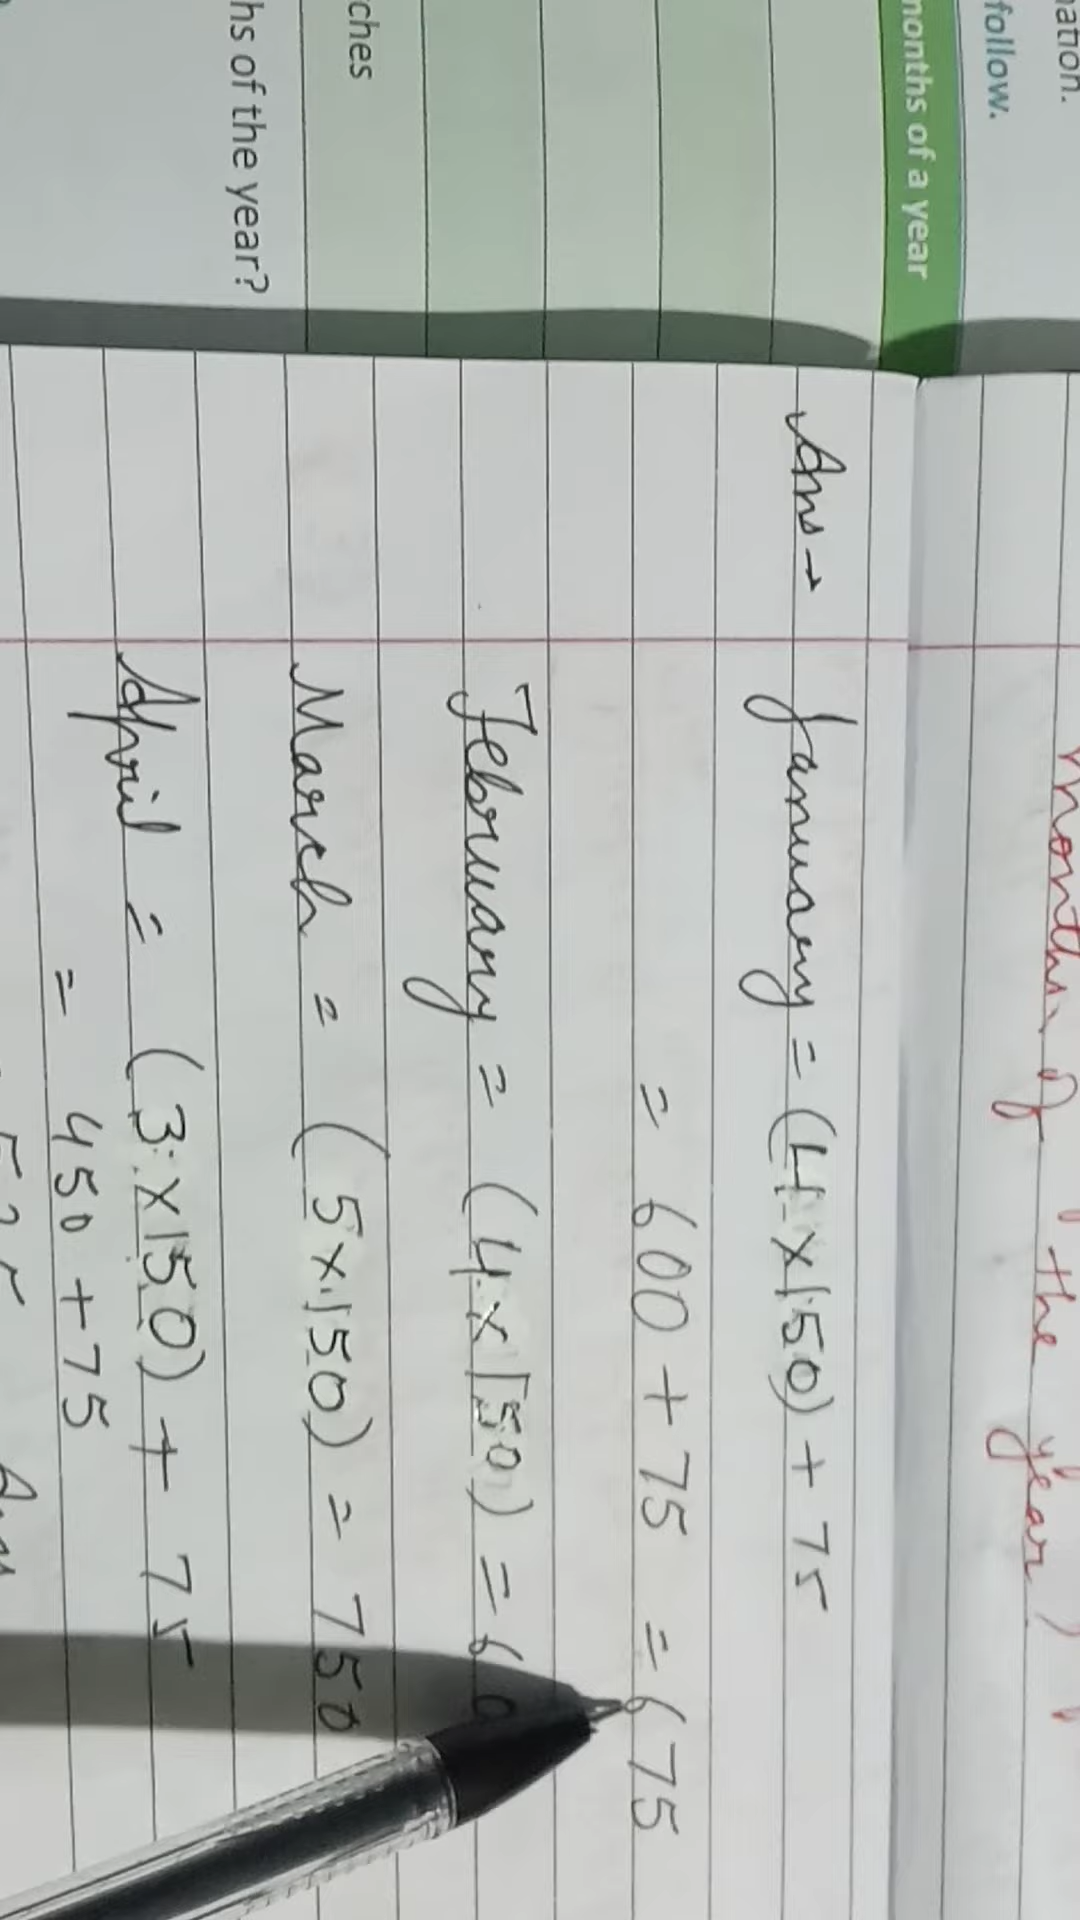 nation.
follow.
months of a year
ches
hs of the year?
months of the year
Ans → January = (4 x 150) + 75
= 600 + 75 = 675
February = (4 x 150) = 60
March = (5 x 150) = 750
April = (3 x 150) + 75
= 450 + 75